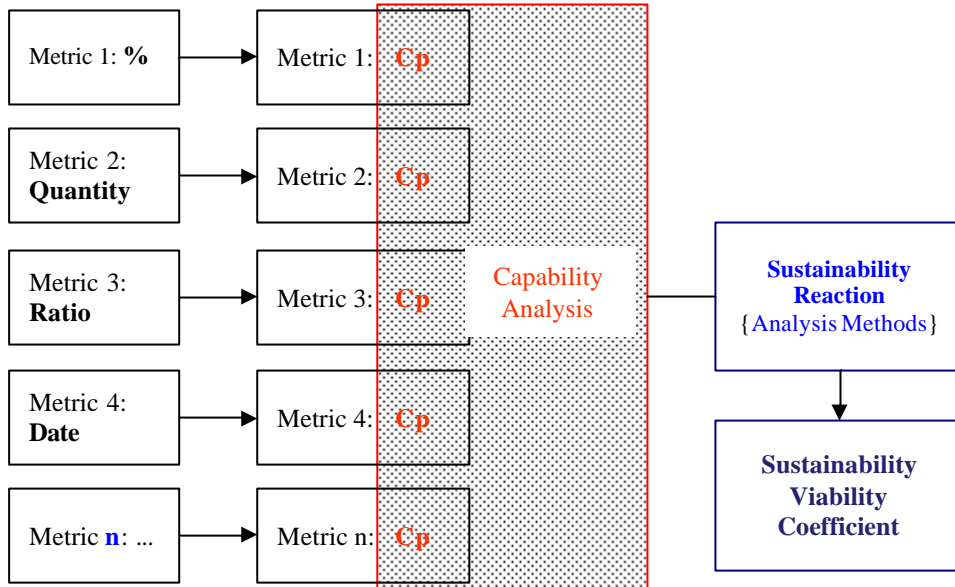 Metric 1: %
Metric 1: Cp
Metric 2:
Quantity
Metric 2: Cp
Metric 3:
Ratio
Metric 3: Cp
Metric 4:
Date
Metric 4: Cp
Metric n: ...
Metric n: Cp
Capability
Analysis
Sustainability
Reaction
{Analysis Methods}
Sustainability
Viability
Coefficient